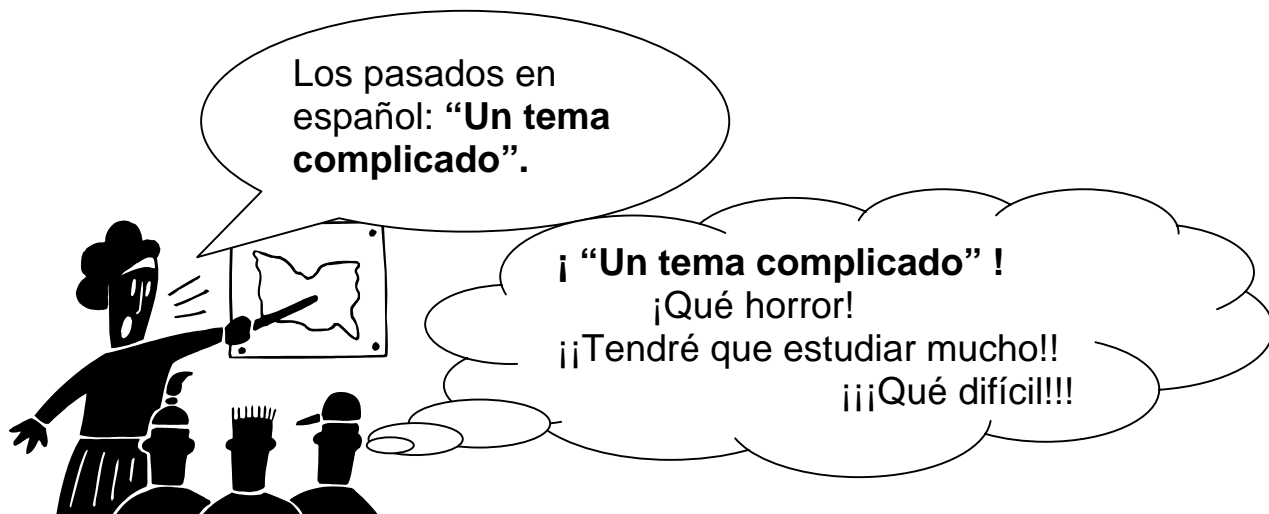 Los pasados en
español: “Un tema
complicado”.
¡ “Un tema complicado” !
¡Qué horror!
¡¡Tendré que estudiar mucho!!
¡¡¡Qué difícil!!!